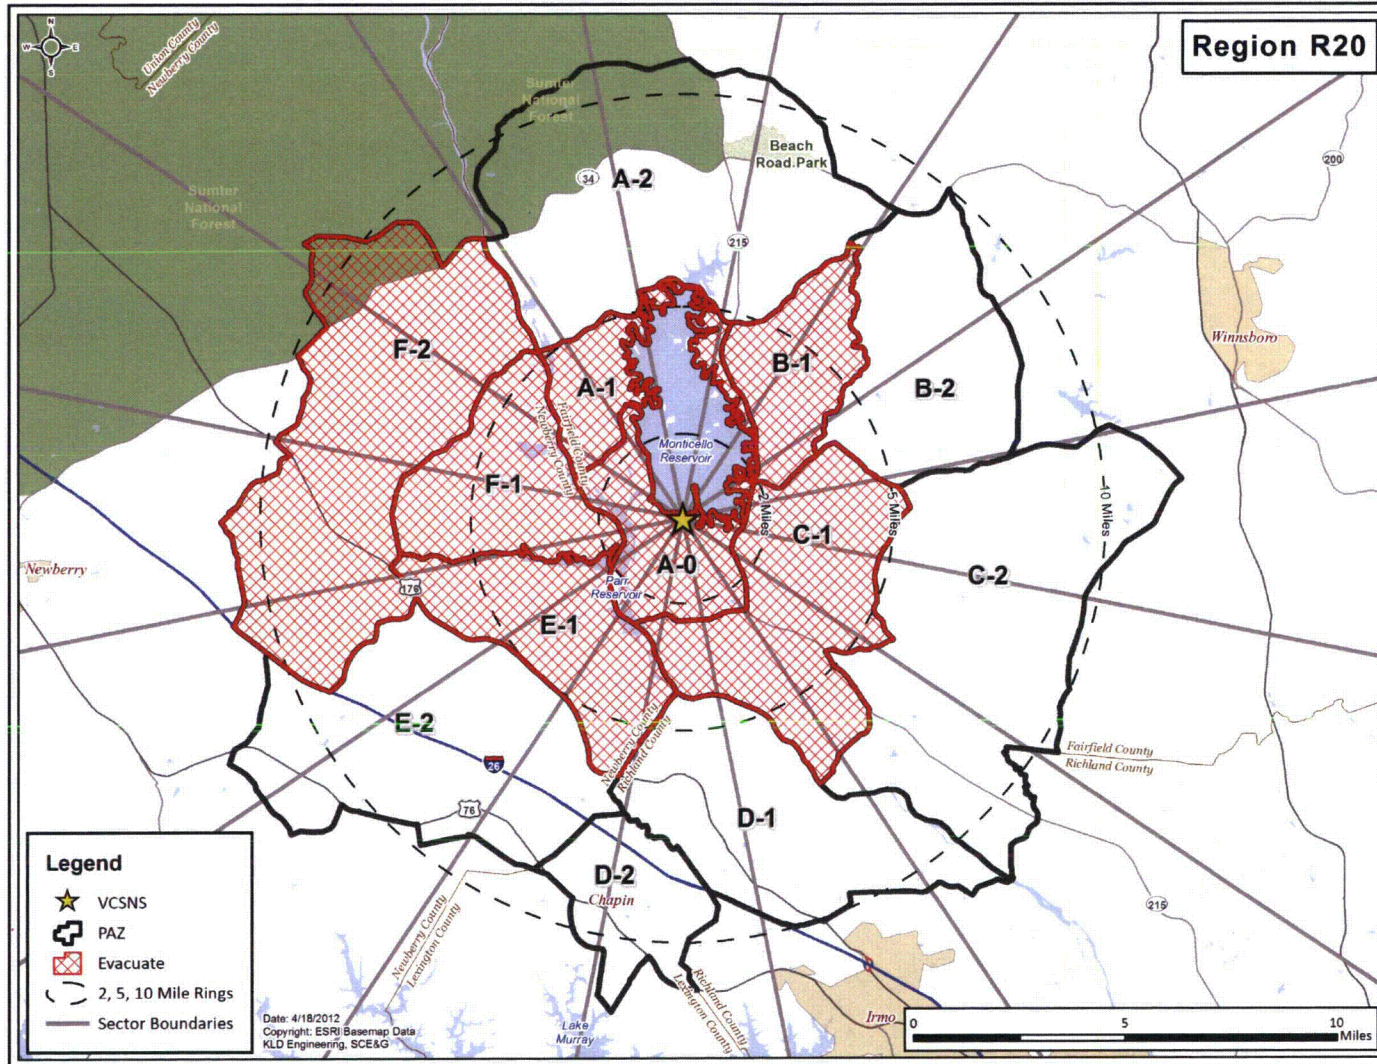 Region R20
N
W
E
S
Union County
Newberry County
Sumter
National
Forest
Beach
Road.Park
200
34
A-2
Sumter
National
Forest
215
Winnsboro
F-2
A-1
B-1
B-2
Fairfield County
Newberry County
Monticello
Reservoir
F-1
2 Miles
5 Miles
10 Miles
C-1
A-0
C-2
Newberry
176
Parr
Reservoir
E-1
E-2
Newberry County
Richland County
Fairfield County
Richland County
26
76
D-1
D-2
Chapin
215
Newberry County
Lexington County
Richland County
Lexington County
Irmo
Lake
Murray
Legend
VCSNS
PAZ
Evacuate
2, 5, 10 Mile Rings
Sector Boundaries
Date: 4/18/2012
Copyright: ESRI Basemap Data
KLD Engineering, SCE&G
0 5 10
Miles